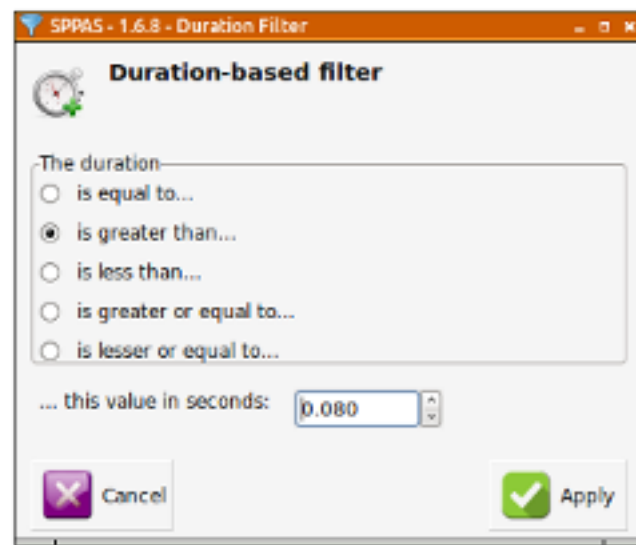 SPPAS - 1.6.8 - Duration Filter
Duration-based filter
The duration
is equal to...
is greater than...
is less than...
is greater or equal to...
is lesser or equal to...
... this value in seconds: 0.080
Cancel Apply